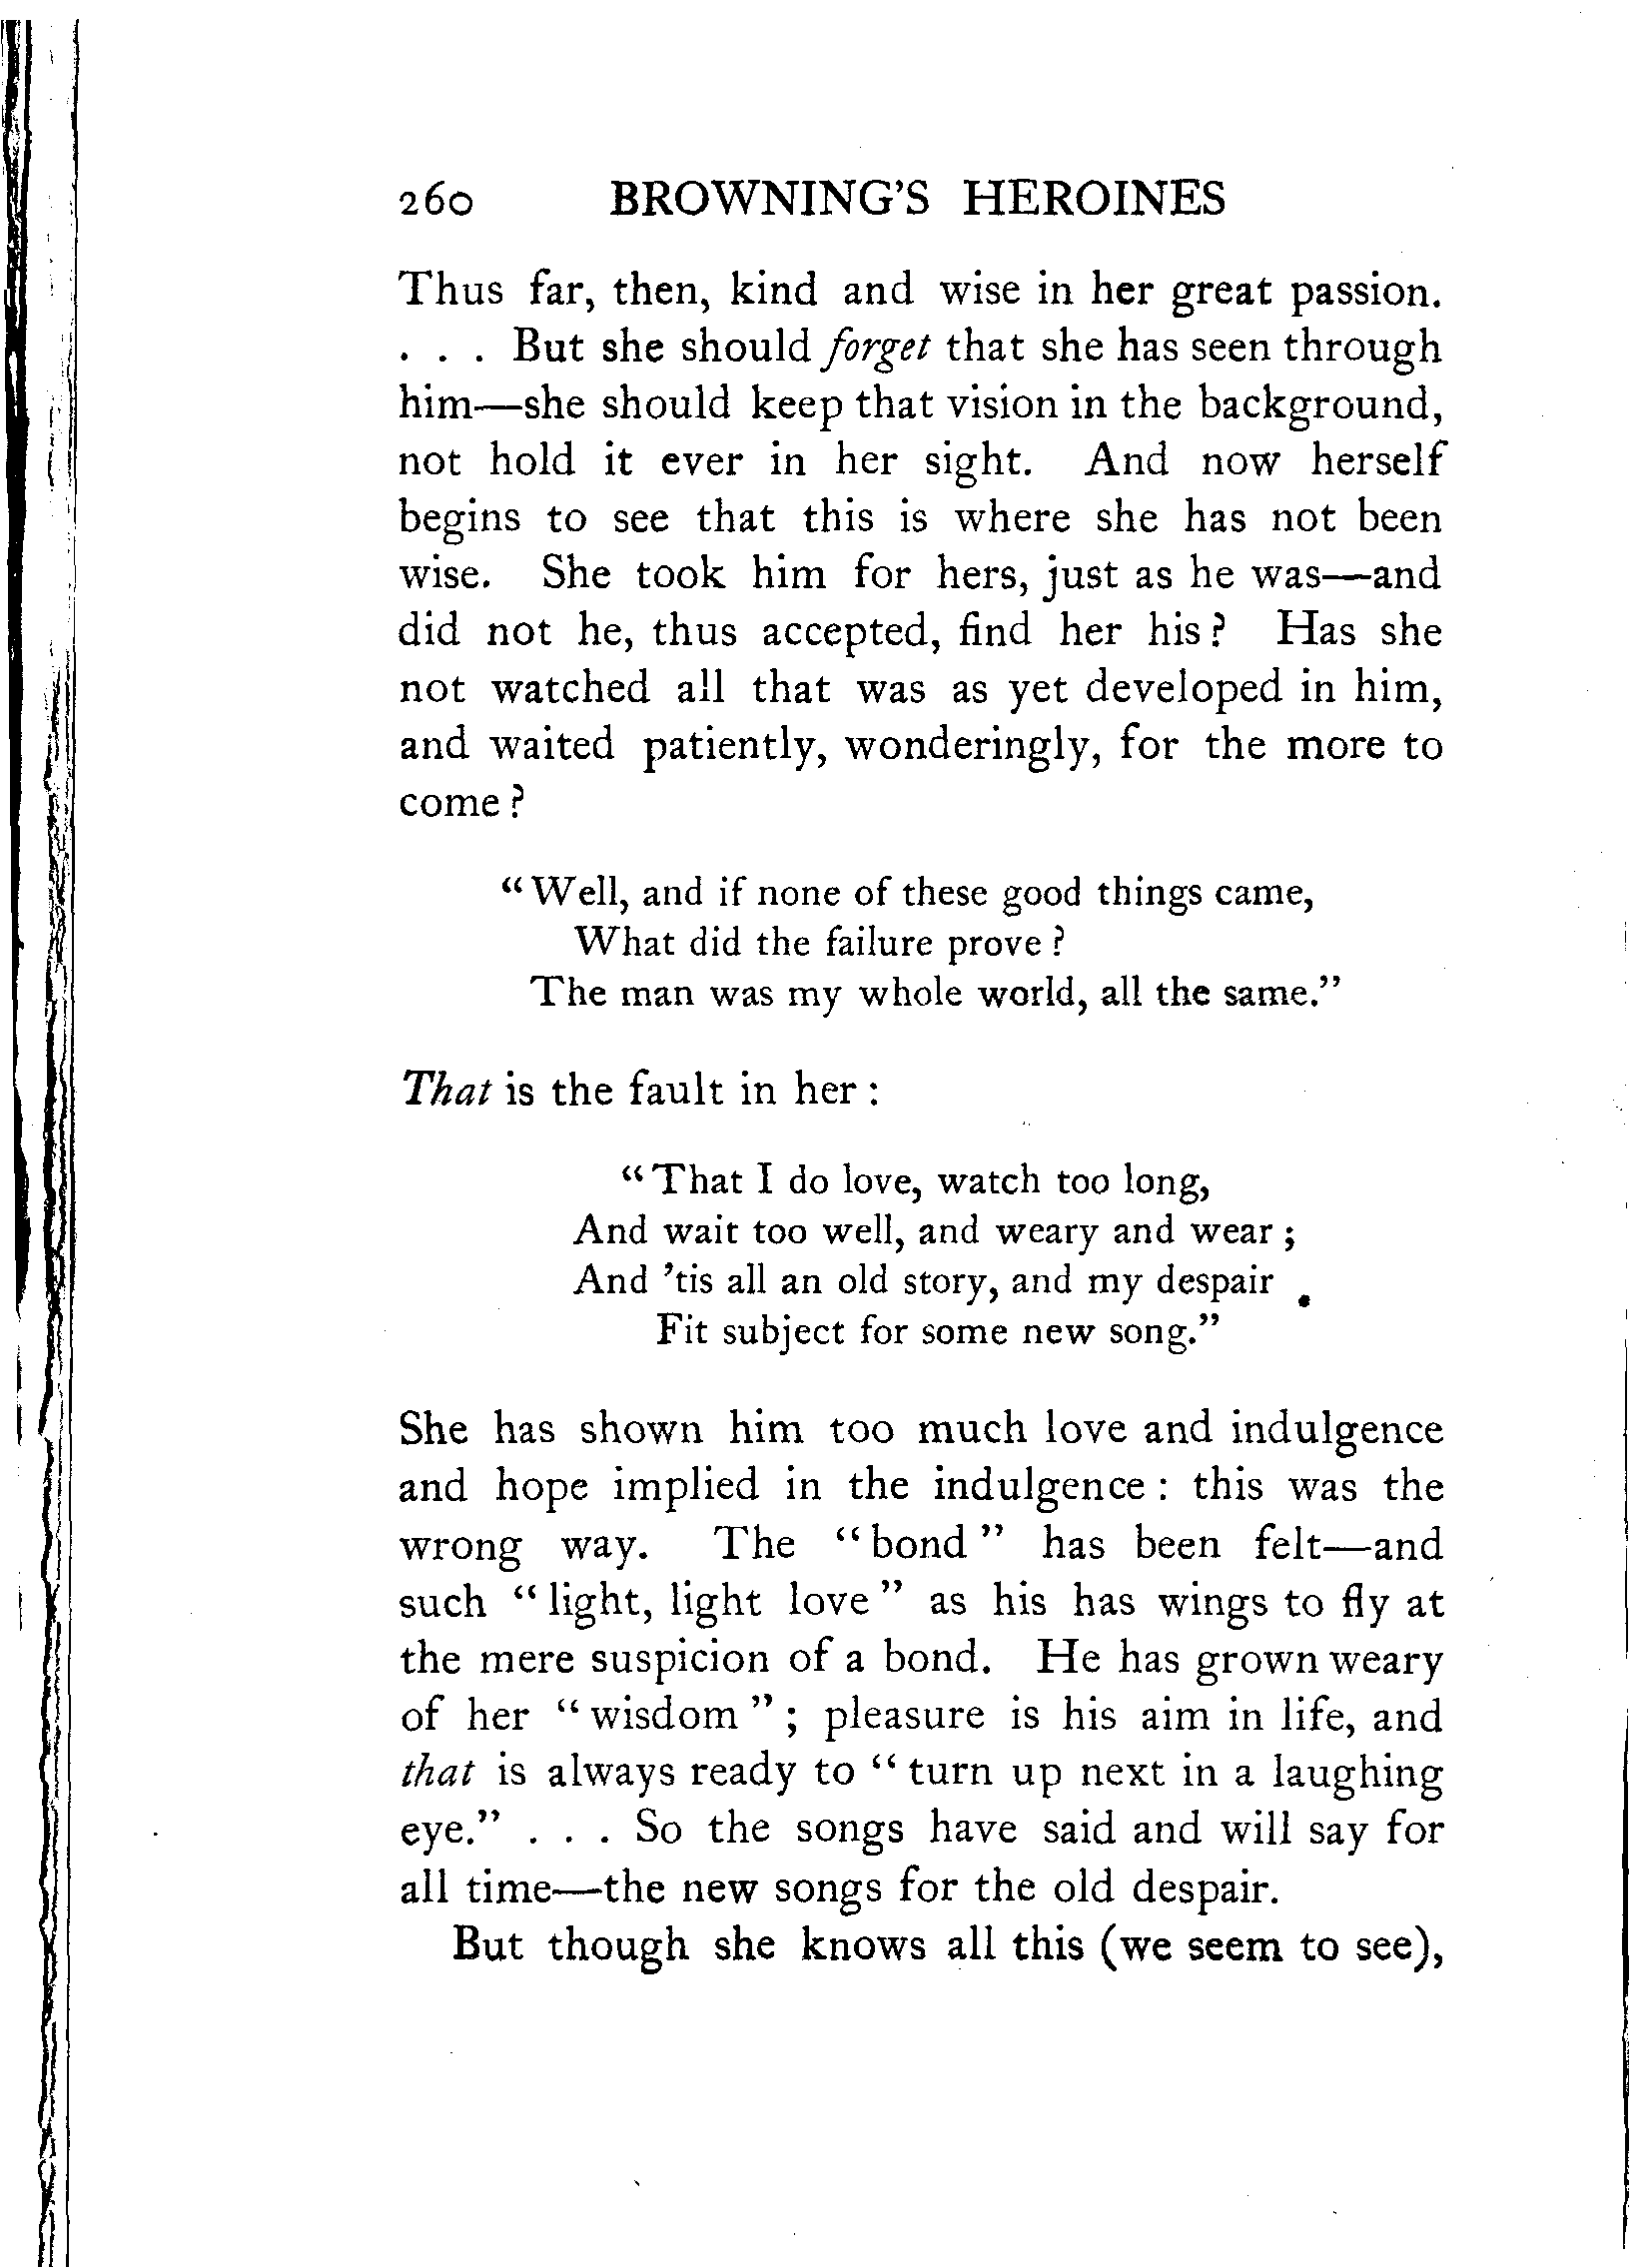 260 BROWNING'S HEROINES
Thus far, then, kind and wise in her great passion.
. . . But she should forget that she has seen through
him—she should keep that vision in the background,
not hold it ever in her sight. And now herself
begins to see that this is where she has not been
wise. She took him for hers, just as he was—and
did not he, thus accepted, find her his? Has she
not watched all that was as yet developed in him,
and waited patiently, wonderingly, for the more to
come?
"Well, and if none of these good things came,
What did the failure prove?
The man was my whole world, all the same."
That is the fault in her:
"That I do love, watch too long,
And wait too well, and weary and wear;
And 'tis all an old story, and my despair
Fit subject for some new song."
She has shown him too much love and indulgence
and hope implied in the indulgence: this was the
wrong way. The "bond" has been felt—and
such "light, light love" as his has wings to fly at
the mere suspicion of a bond. He has grown weary
of her "wisdom"; pleasure is his aim in life, and
that is always ready to "turn up next in a laughing
eye." . . . So the songs have said and will say for
all time—the new songs for the old despair.
But though she knows all this (we seem to see),